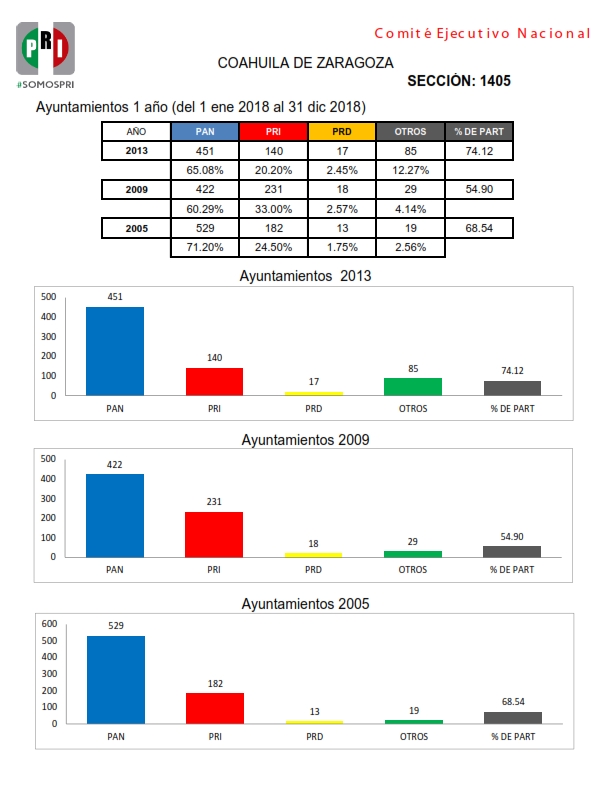 Comité Ejecutivo Nacional
PRI
#SOMOSPRI
COAHUILA DE ZARAGOZA
SECCIÓN: 1405
Ayuntamientos 1 año (del 1 ene 2018 al 31 dic 2018)
AÑO PAN PRI PRD OTROS % DE PART
2013 451 140 17 85 74.12
65.08% 20.20% 2.45% 12.27%
2009 422 231 18 29 54.90
60.29% 33.00% 2.57% 4.14%
2005 529 182 13 19 68.54
71.20% 24.50% 1.75% 2.56%
Ayuntamientos 2013
500
400
300
200
100
0
451 140 17 85 74.12
PAN PRI PRD OTROS % DE PART
Ayuntamientos 2009
500
400
300
200
100
0
422 231 18 29 54.90
PAN PRI PRD OTROS % DE PART
Ayuntamientos 2005
600
500
400
300
200
100
0
529 182 13 19 68.54
PAN PRI PRD OTROS % DE PART